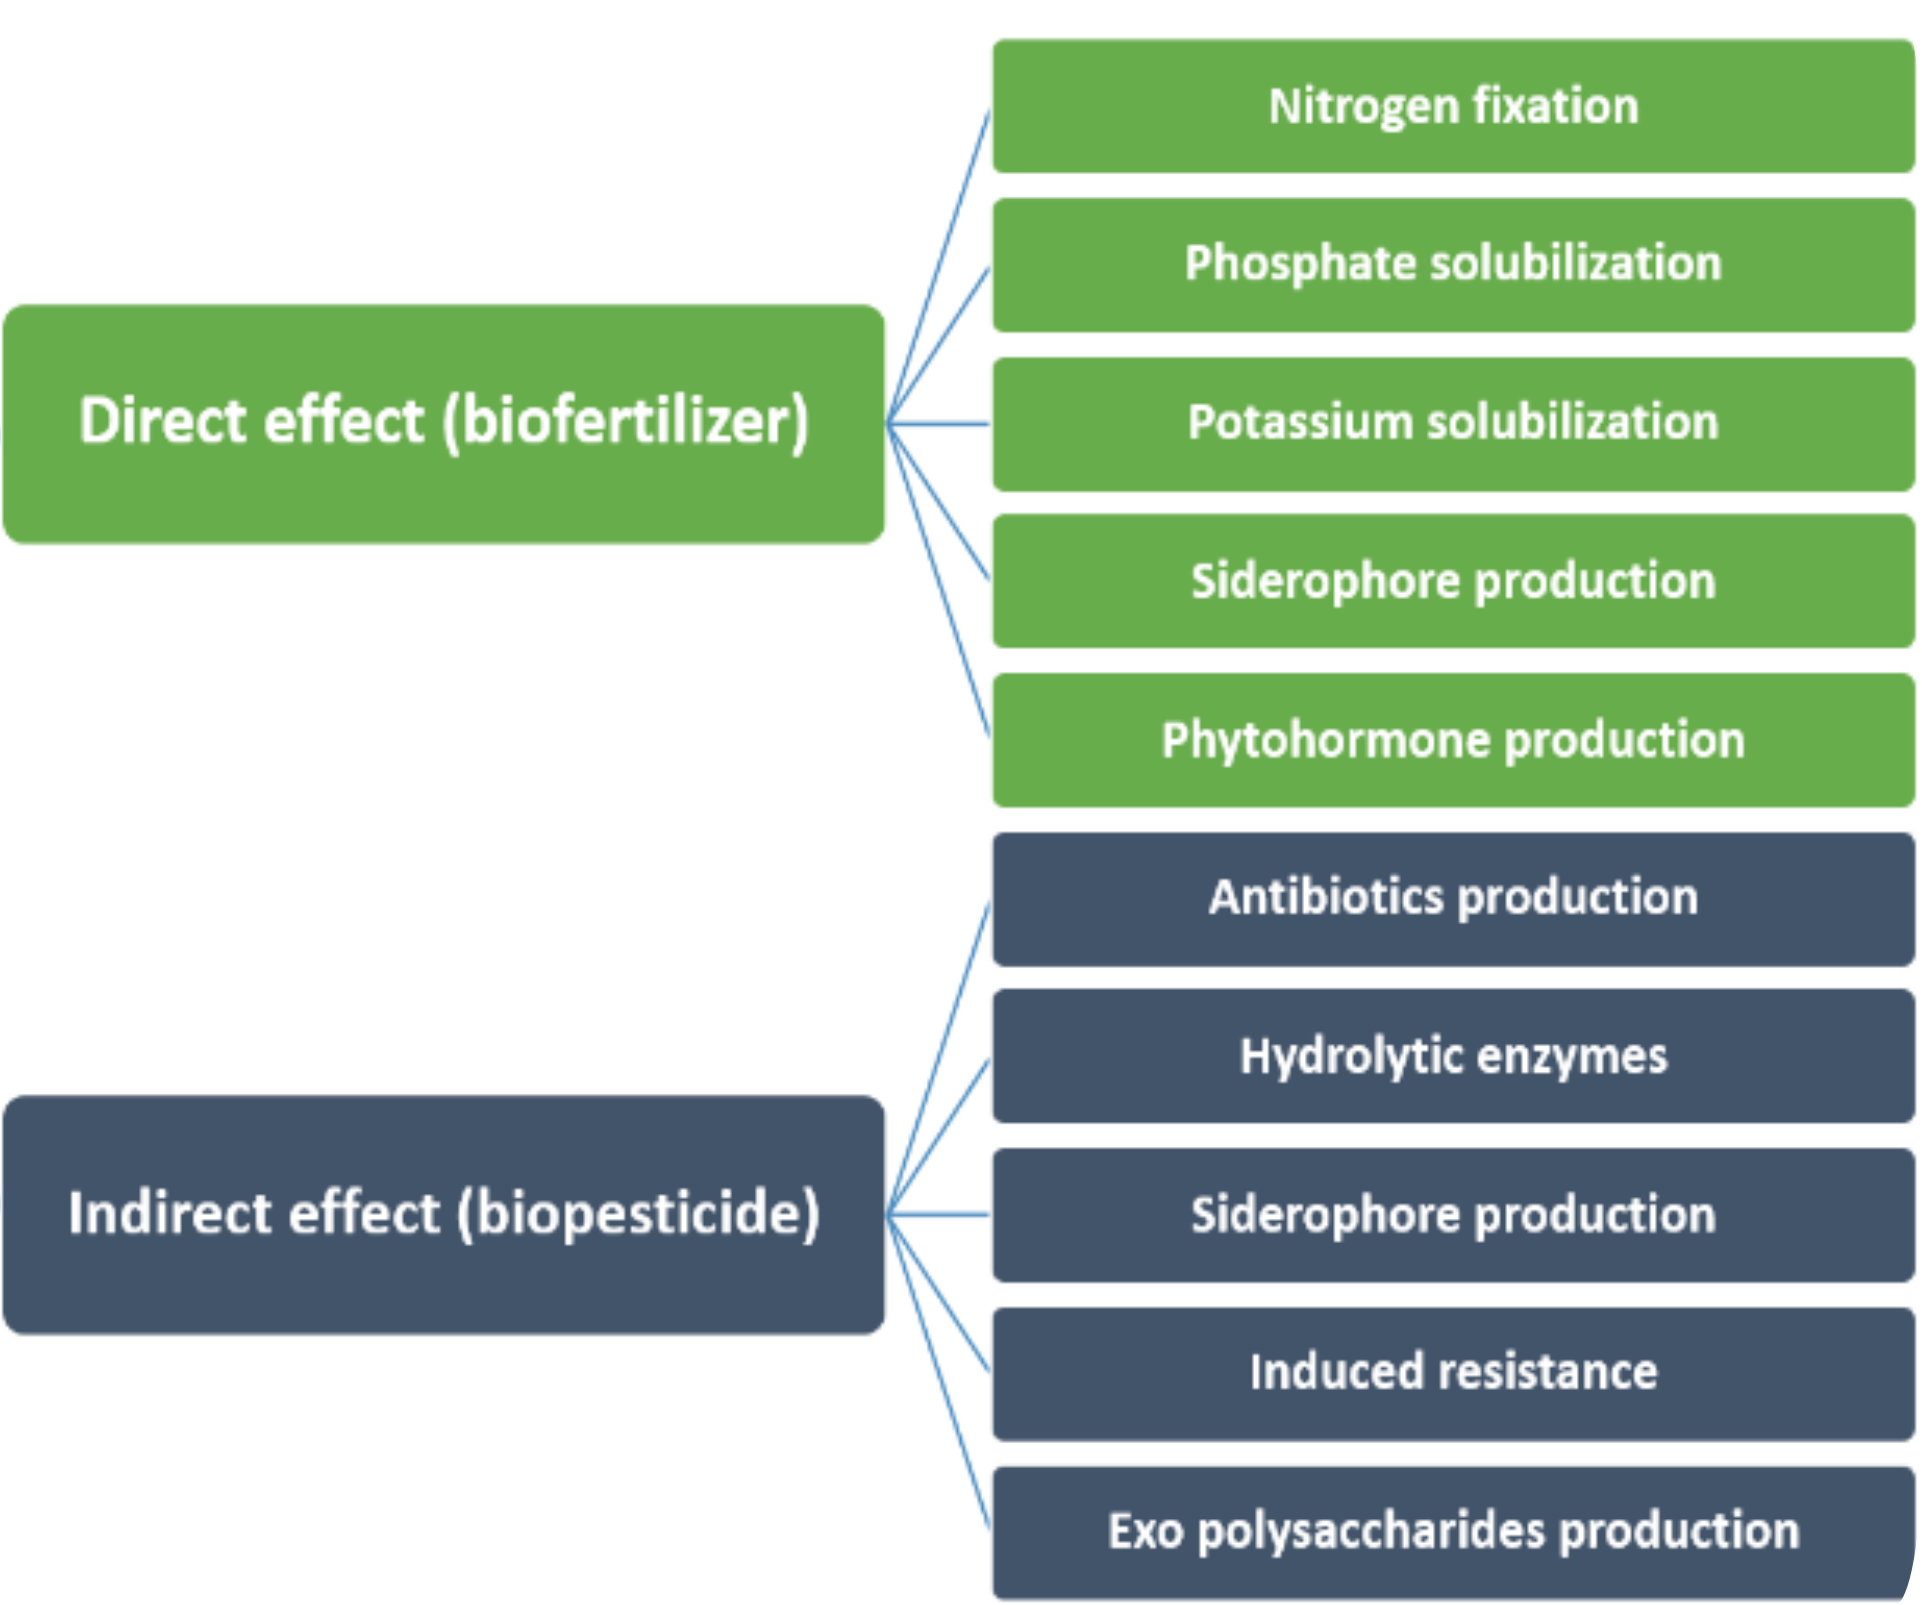 Direct effect (biofertilizer)
Nitrogen fixation
Phosphate solubilization
Potassium solubilization
Siderophore production
Phytohormone production
Indirect effect (biopesticide)
Antibiotics production
Hydrolytic enzymes
Siderophore production
Induced resistance
Exo polysaccharides production